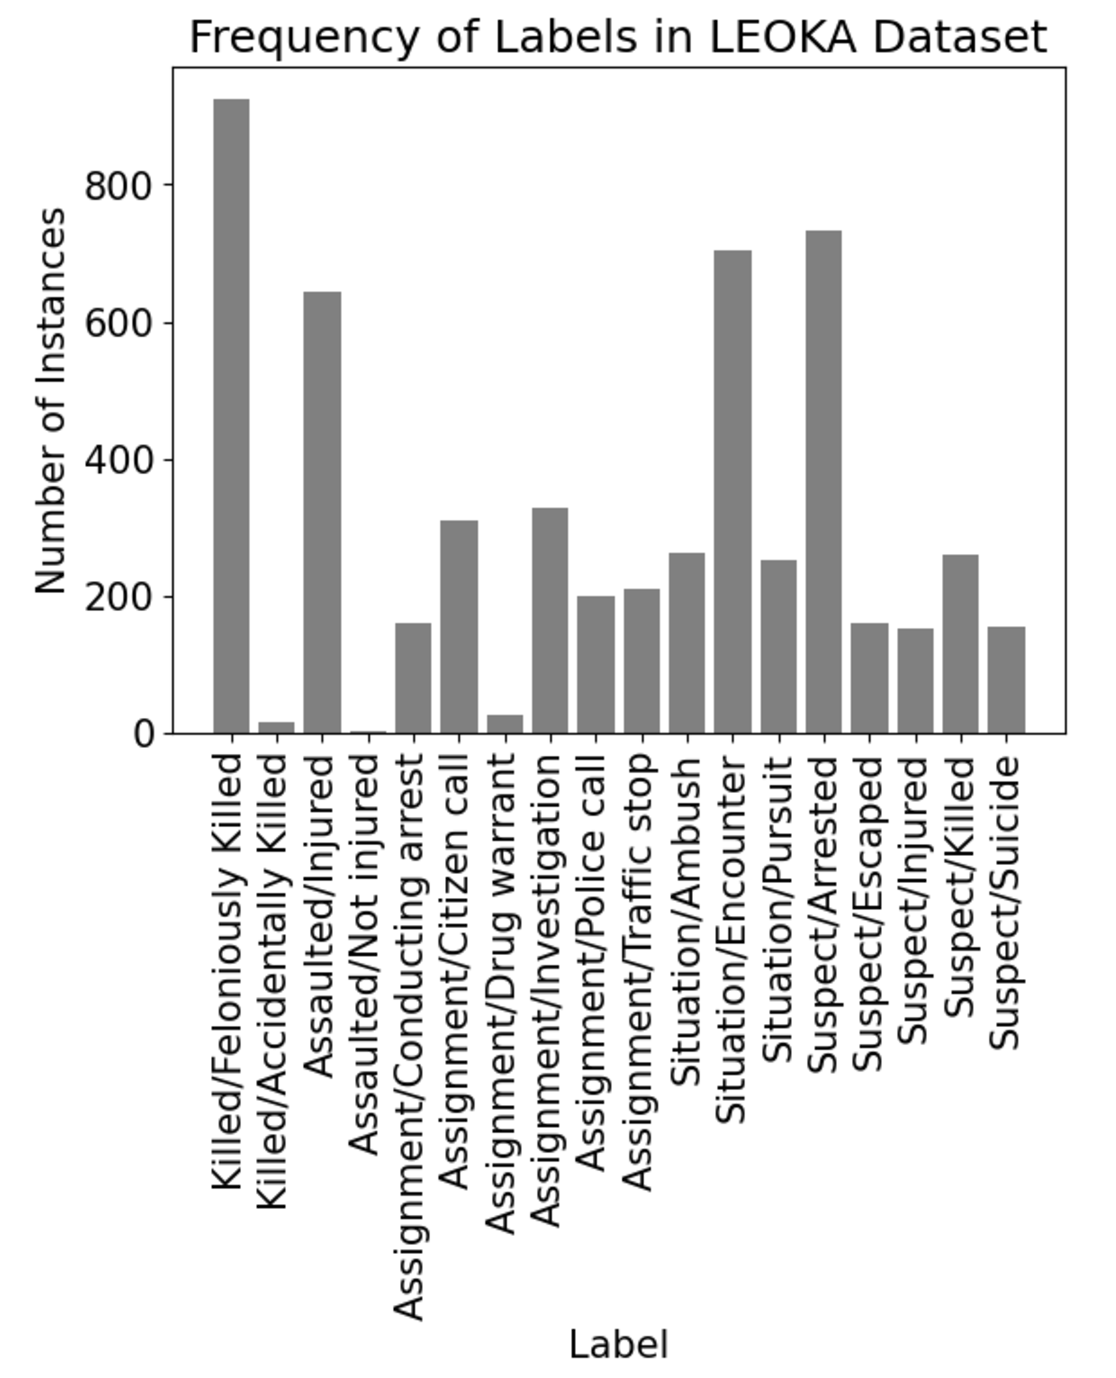 Frequency of Labels in LEOKA Dataset
Number of Instances
800
600
400
200
0
Killed/Feloniously Killed
Killed/Accidentally Killed
Assaulted/Injured
Assaulted/Not injured
Assignment/Conducting arrest
Assignment/Citizen call
Assignment/Drug warrant
Assignment/Investigation
Assignment/Police call
Assignment/Traffic stop
Situation/Ambush
Situation/Encounter
Situation/Pursuit
Suspect/Arrested
Suspect/Escaped
Suspect/Injured
Suspect/Killed
Suspect/Suicide
Label